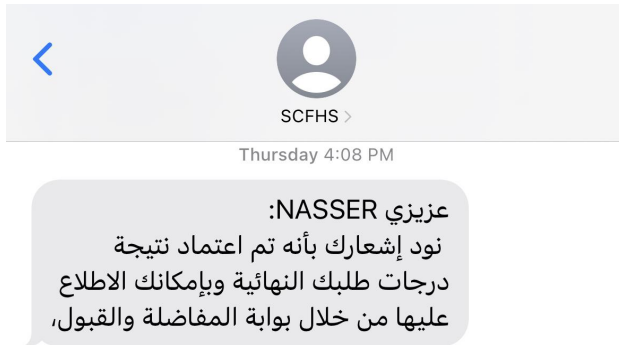 SCFHS
Thursday 4:08 PM
عزيزي NASSER:
نود إشعارك بأنه تم اعتماد نتيجة
درجات طلبك النهائية وبإمكانك الاطلاع
عليها من خلال بوابة المفاضلة والقبول،